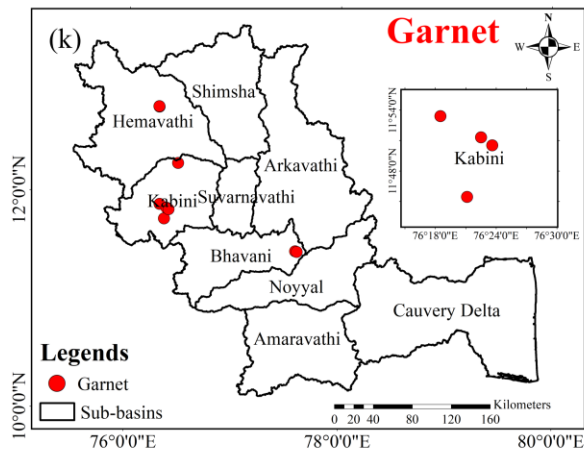 (k)
Garnet
N
W E
S
Shimsha
Hemavathi
Arkavathi
Kabini
Suvarnavathi
Bhavani
Noyyal
Cauvery Delta
Amaravathi
11°54'0"N
11°48'0"N
Kabini
76°18'0"E 76°24'0"E 76°30'0"E
12°0'0"N
10°0'0"N
Legends
Garnet
Sub-basins
Kilometers
0 20 40 80 120 160
76°0'0"E 78°0'0"E 80°0'0"E